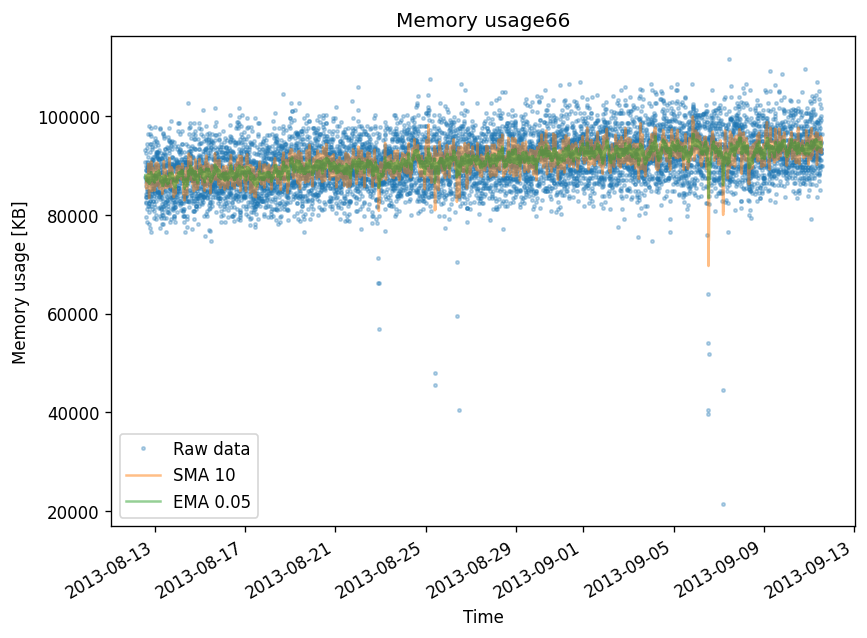 Memory usage66
Memory usage [KB]
100000
80000
60000
40000
20000
Raw data
SMA 10
EMA 0.05
2013-08-13
2013-08-17
2013-08-21
2013-08-25
2013-08-29
2013-09-01
2013-09-05
2013-09-09
2013-09-13
Time